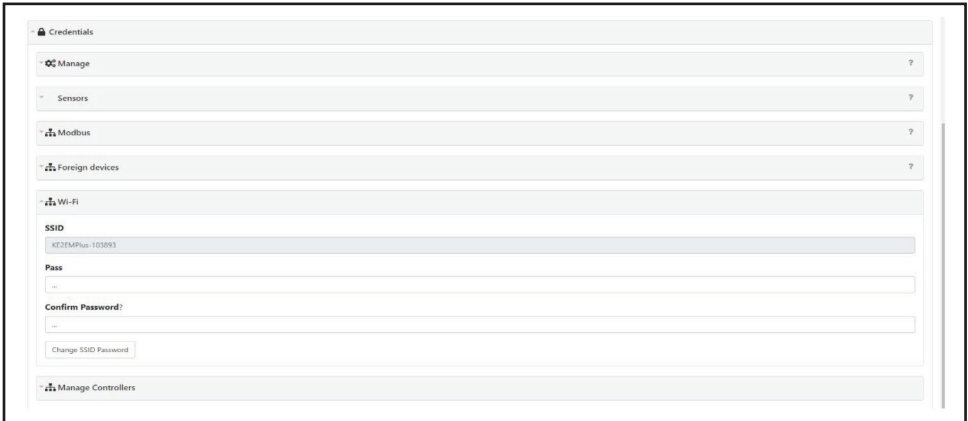 Credentials
Manage ?
Sensors ?
Modbus ?
Foreign devices ?
Wi-Fi
SSID
KE2EMPlus-103893
Pass
...
Confirm Password?
...
Change SSID Password
Manage Controllers